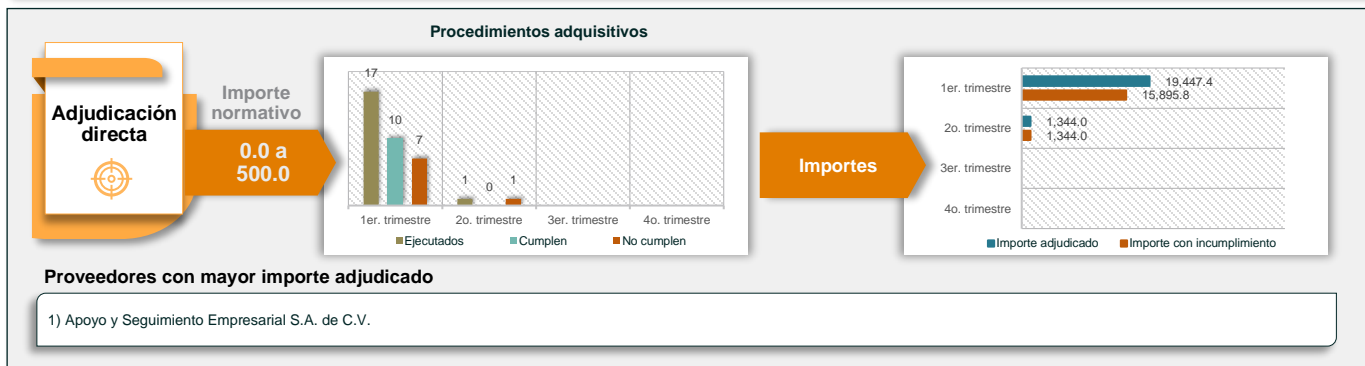 Procedimientos adquisitivos
Adjudicación
directa
Importe
normativo
0.0 a
500.0
17
10
7
1
0
1
1er. trimestre
2o. trimestre
3er. trimestre
4o. trimestre
Ejecutados
Cumplen
No cumplen
Importes
1er. trimestre
19,447.4
15,895.8
2o. trimestre
1,344.0
1,344.0
3er. trimestre
4o. trimestre
Importe adjudicado
Importe con incumplimiento
Proveedores con mayor importe adjudicado
1) Apoyo y Seguimiento Empresarial S.A. de C.V.